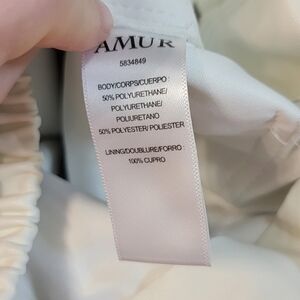 AMUR
5834849
BODY/CORPS/CUERPO :
50% POLYURETHANE/
POLYURETHANE/
POLIURETANO
50% POLYESTER/ POLIESTER
LINING/DOUBLURE/FORRO :
100% CUPRO